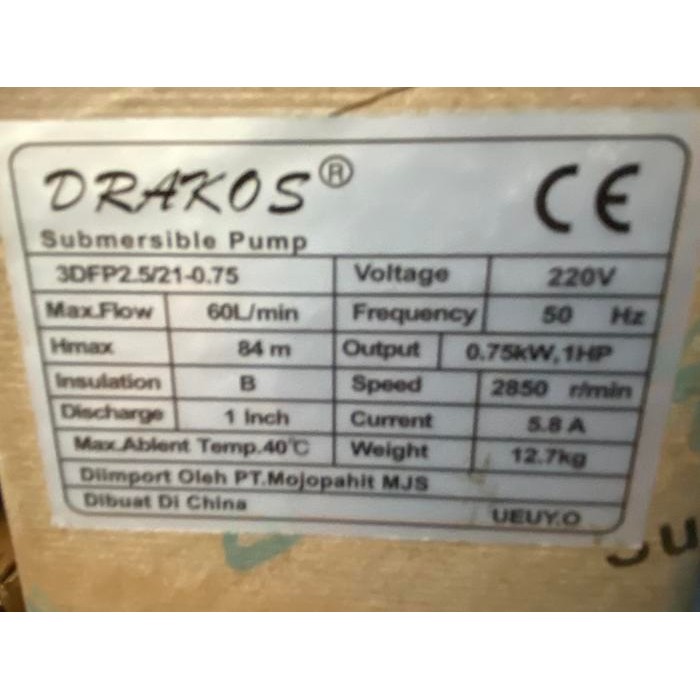 DRAKOS® CE
Submersible Pump
3DFP2.5/21-0.75 Voltage 220V
Max.Flow 60L/min Frequency 50 Hz
Hmax 84 m Output 0.75kW,1HP
Insulation B Speed 2850 r/min
Discharge 1 Inch Current 5.8 A
Max.Abient Temp.40℃ Weight 12.7kg
Diimport Oleh PT.Mojopahit MJS
Dibuat Di China UEUY.O
Su